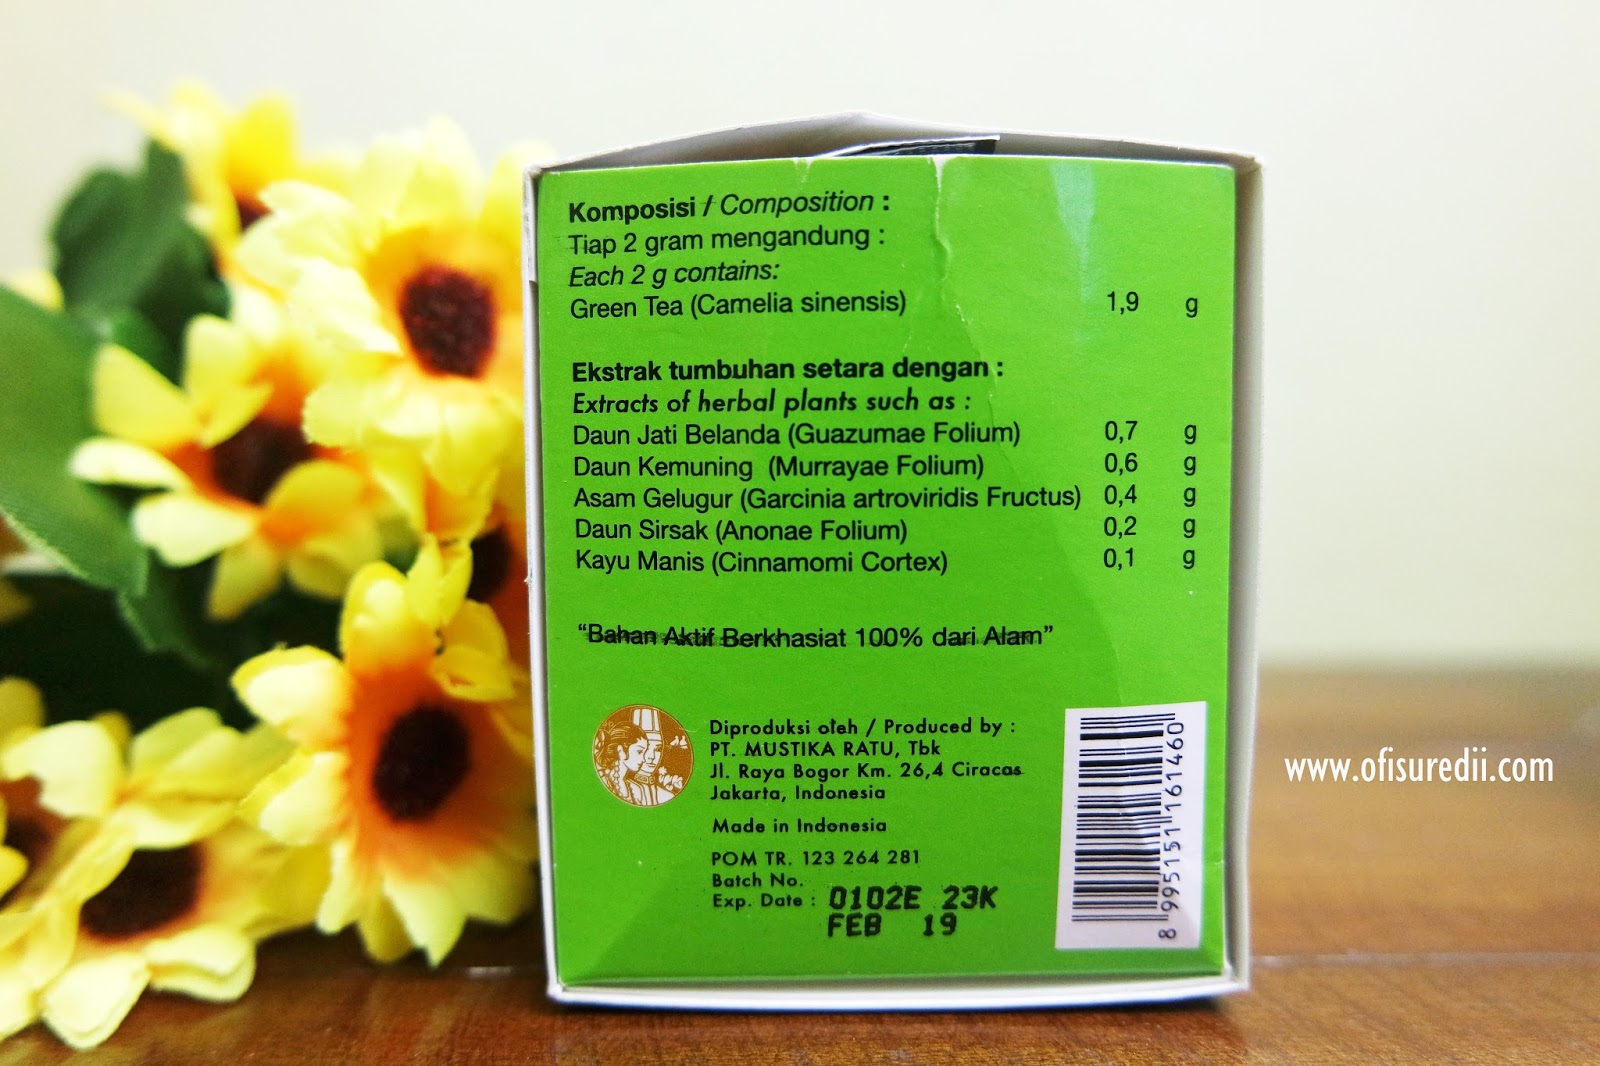 Komposisi / Composition :
Tiap 2 gram mengandung :
Each 2 g contains:
Green Tea (Camelia sinensis) 1,9 g
Ekstrak tumbuhan setara dengan :
Extracts of herbal plants such as :
Daun Jati Belanda (Guazumae Folium) 0,7 g
Daun Kemuning (Murrayae Folium) 0,6 g
Asam Gelugur (Garcinia artroviridis Fructus) 0,4 g
Daun Sirsak (Anonae Folium) 0,2 g
Kayu Manis (Cinnamomi Cortex) 0,1 g
“Bahan Aktif Berkhasiat 100% dari Alam”
Diproduksi oleh / Produced by :
PT. MUSTIKA RATU, Tbk
Jl. Raya Bogor Km. 26,4 Ciracas
Jakarta, Indonesia
Made in Indonesia
POM TR. 123 264 281
Batch No.
Exp. Date : 0102E 23K
FEB 19
8 995151 161460
www.ofisuredii.com